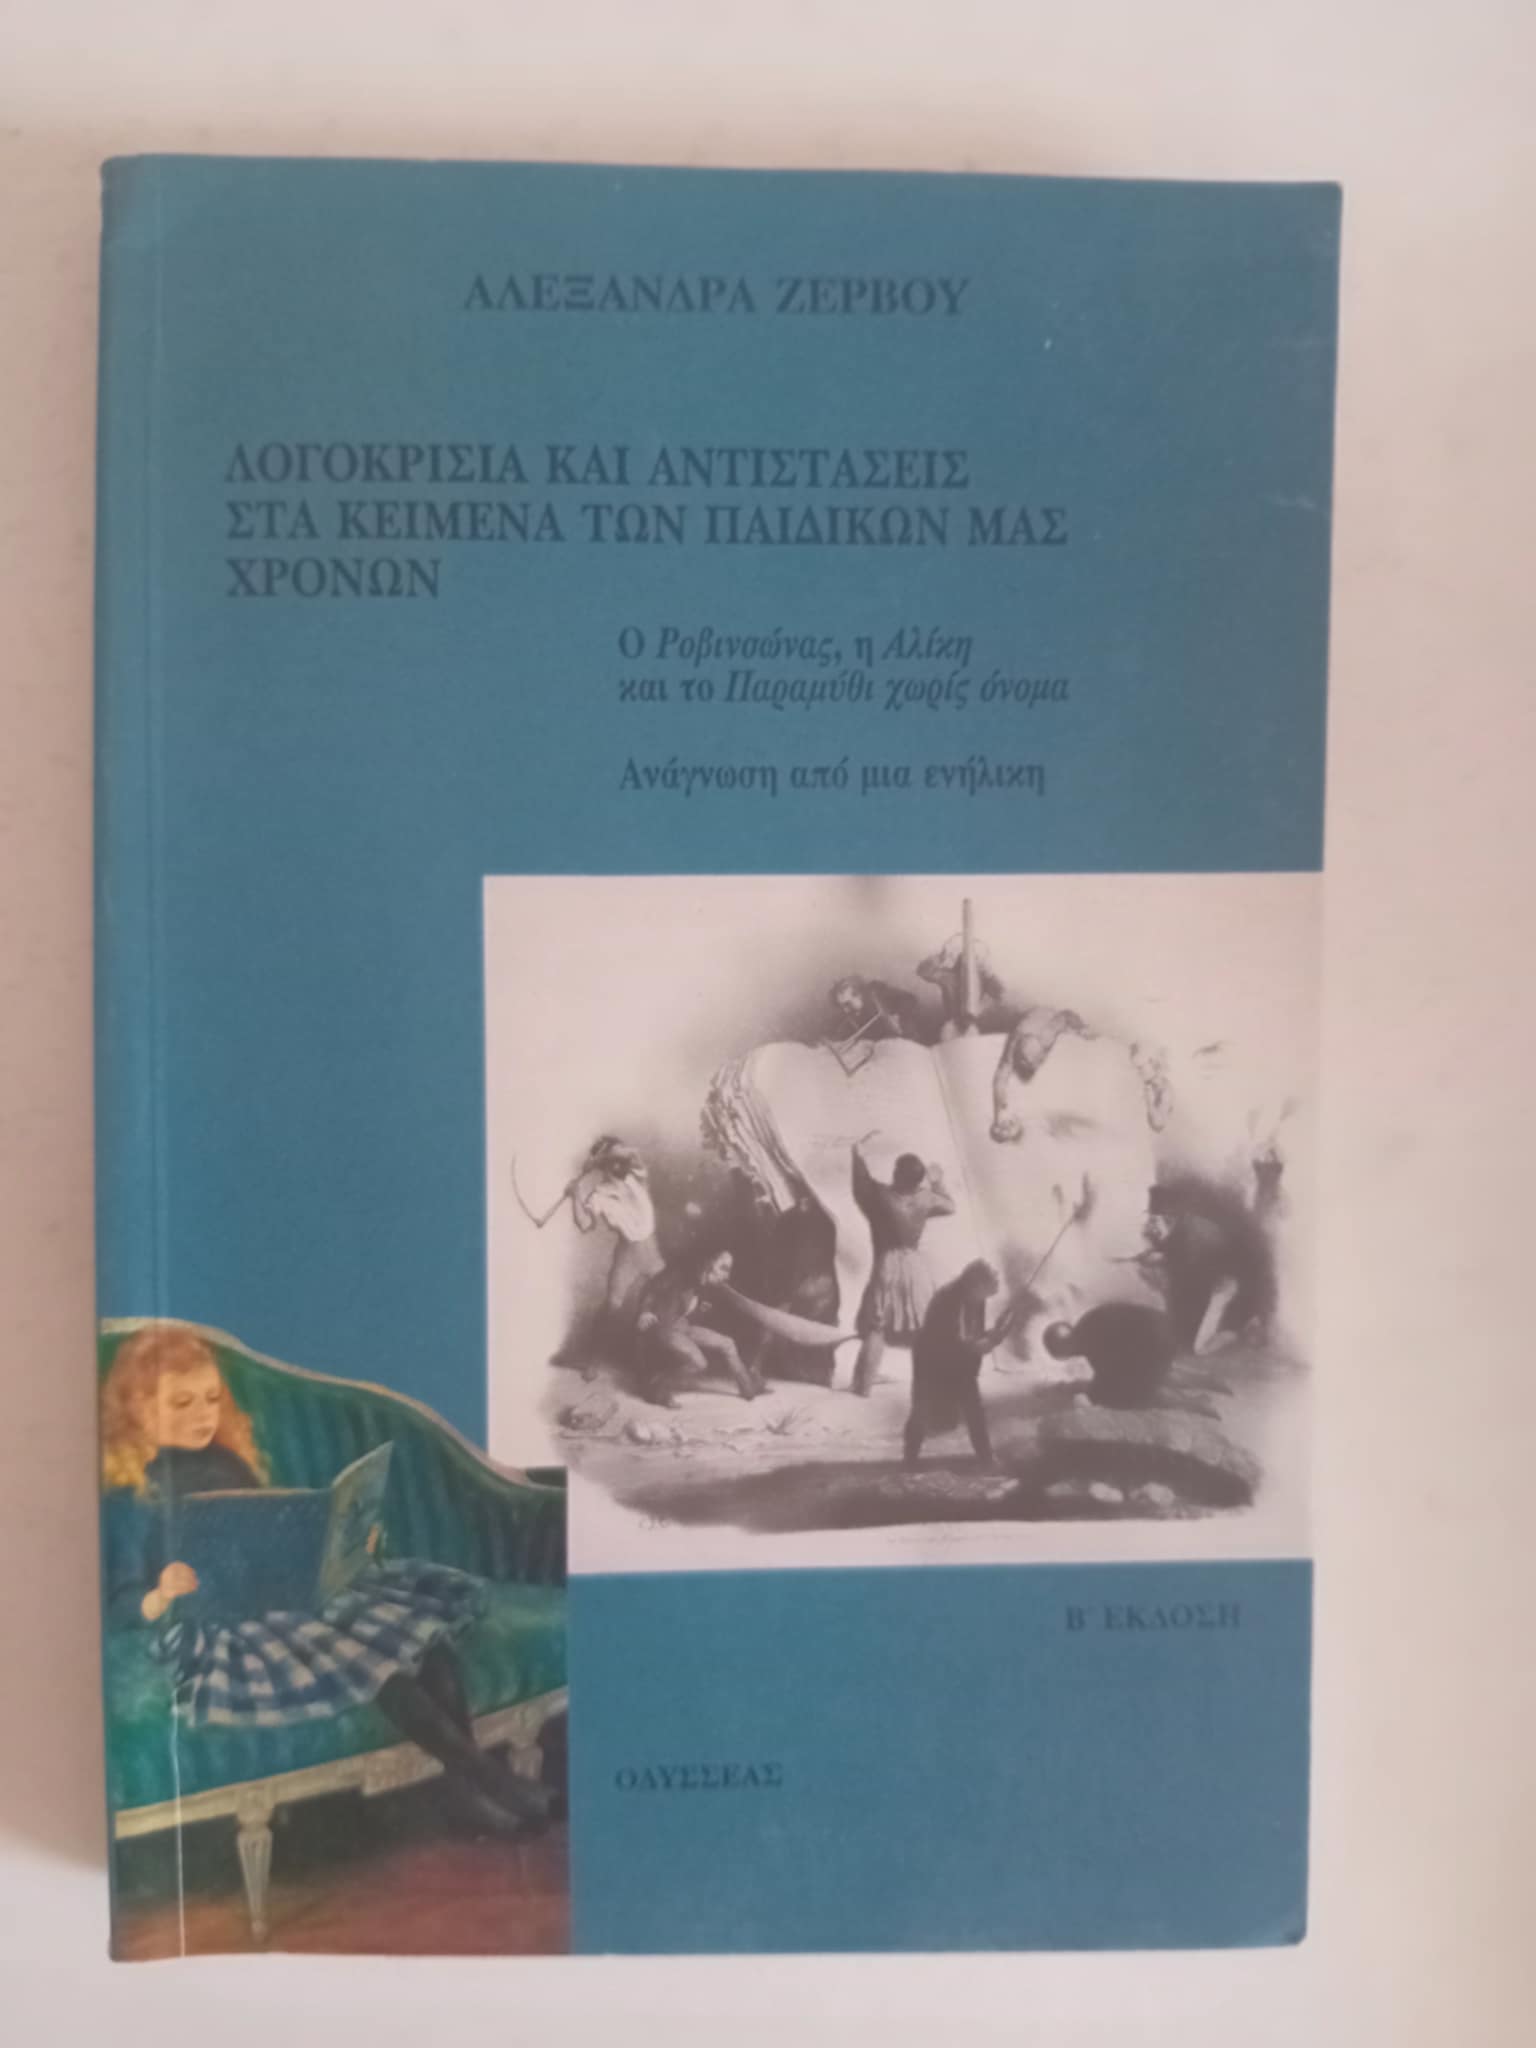 ΑΛΕΞΑΝΔΡΑ ΖΕΡΒΟΥ
ΛΟΓΟΚΡΙΣΙΑ ΚΑΙ ΑΝΤΙΣΤΑΣΕΙΣ
ΣΤΑ ΚΕΙΜΕΝΑ ΤΩΝ ΠΑΙΔΙΚΩΝ ΜΑΣ
ΧΡΟΝΩΝ
Ο Ροβινσώνας, η Αλίκη
και το Παραμύθι χωρίς όνομα
Ανάγνωση από μια ενήλικη
Β΄ ΕΚΔΟΣΗ
ΟΔΥΣΣΕΑΣ